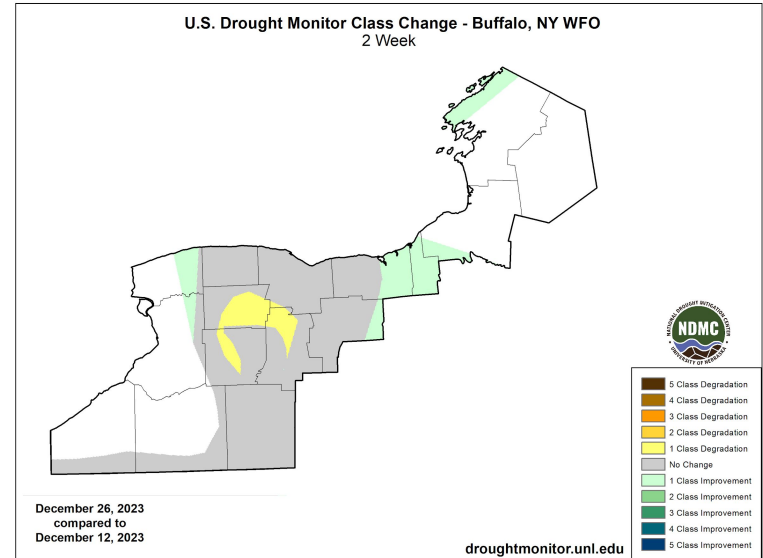 U.S. Drought Monitor Class Change - Buffalo, NY WFO
2 Week
NATIONAL DROUGHT MITIGATION CENTER
NDMC
UNIVERSITY OF NEBRASKA
5 Class Degradation
4 Class Degradation
3 Class Degradation
2 Class Degradation
1 Class Degradation
No Change
1 Class Improvement
2 Class Improvement
3 Class Improvement
4 Class Improvement
5 Class Improvement
December 26, 2023
compared to
December 12, 2023
droughtmonitor.unl.edu